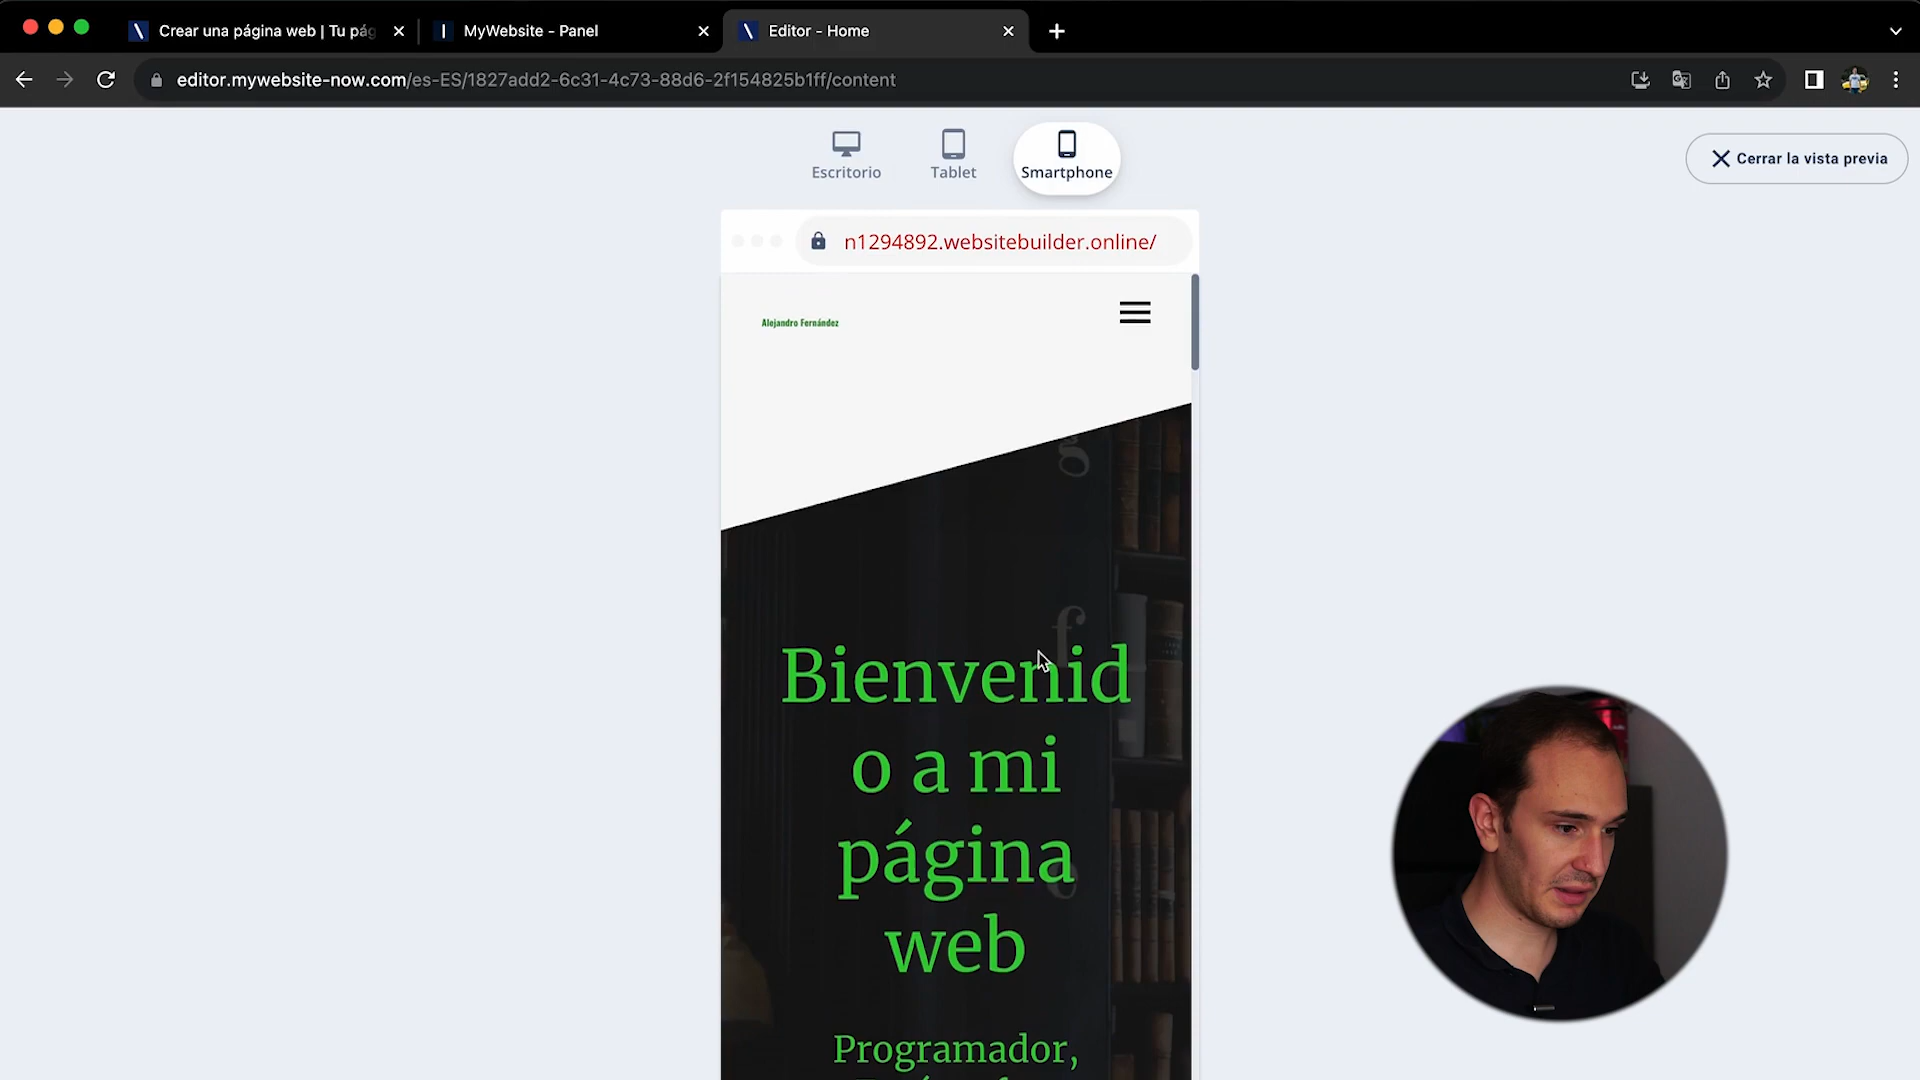 Crear una página web | Tu pág
MyWebsite - Panel
Editor - Home
editor.mywebsite-now.com/es-ES/1827add2-6c31-4c73-88d6-2f154825b1ff/content
Escritorio
Tablet
Smartphone
Cerrar la vista previa
n1294892.websitebuilder.online/
Alejandro Fernández
g
f
Bienvenid
o a mi
página
web
Programador,